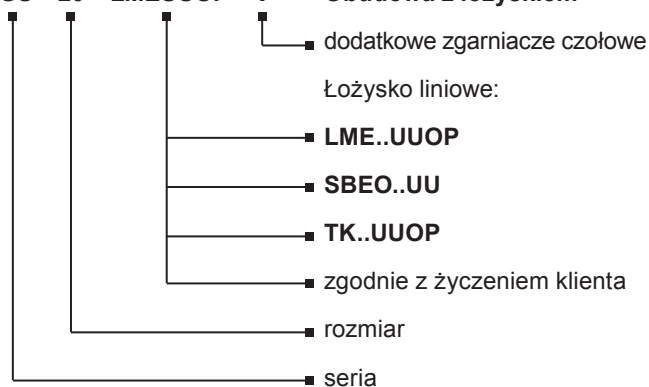 dodatkowe zgarniacze czołowe
Łożysko liniowe:
LME..UUOP
SBEO..UU
TK..UUOP
zgodnie z życzeniem klienta
rozmiar
seria